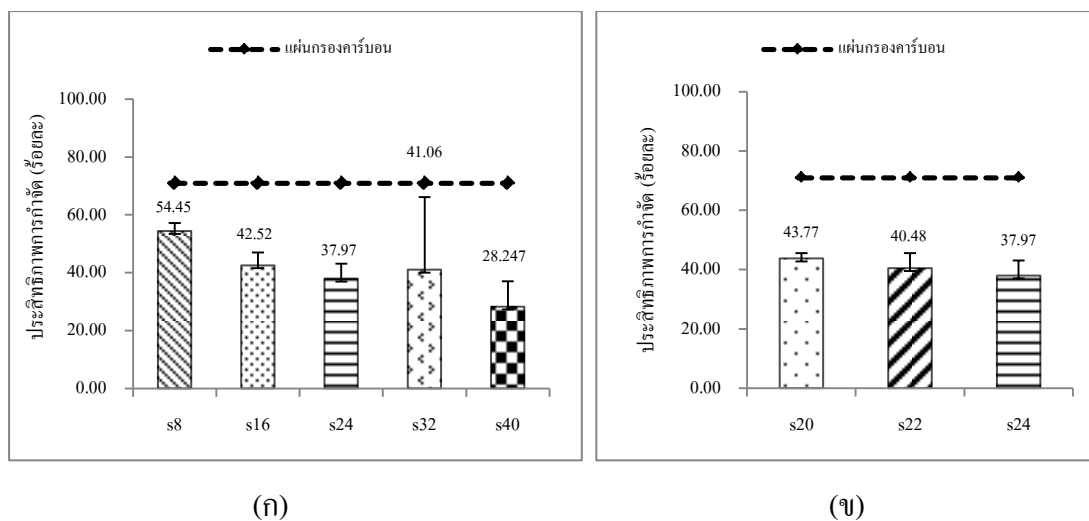 แผ่นกรองคาร์บอน
ประสิทธิภาพการกำจัด (ร้อยละ)
100.00
80.00
60.00
40.00
20.00
0.00
54.45
42.52
37.97
41.06
28.247
s8 s16 s24 s32 s40
(ก)
แผ่นกรองคาร์บอน
ประสิทธิภาพการกำจัด (ร้อยละ)
100.00
80.00
60.00
40.00
20.00
0.00
43.77
40.48
37.97
s20 s22 s24
(ข)